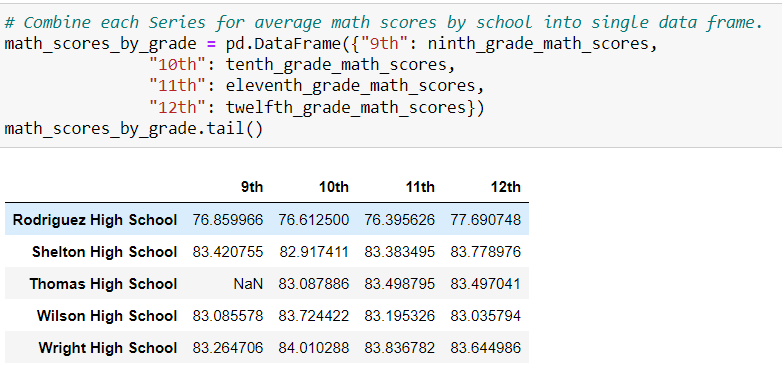 # Combine each Series for average math scores by school into single data frame.
math_scores_by_grade = pd.DataFrame({"9th": ninth_grade_math_scores,
"10th": tenth_grade_math_scores,
"11th": eleventh_grade_math_scores,
"12th": twelfth_grade_math_scores})
math_scores_by_grade.tail()
9th 10th 11th 12th
Rodriguez High School 76.859966 76.612500 76.395626 77.690748
Shelton High School 83.420755 82.917411 83.383495 83.778976
Thomas High School NaN 83.087886 83.498795 83.497041
Wilson High School 83.085578 83.724422 83.195326 83.035794
Wright High School 83.264706 84.010288 83.836782 83.644986